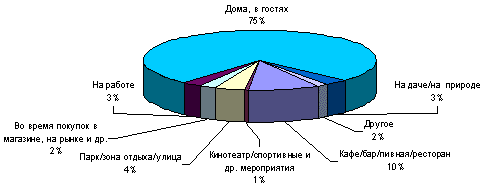 Дома, в гостях
75%
На работе
3%
На даче/на природе
3%
Во время покупок в
магазине, на рынке и др.
2%
Другое
2%
Парк/зона отдыха/улица
4%
Кинотеатр/спортивные и
др. мероприятия
1%
Кафе/бар/пивная/ресторан
10%